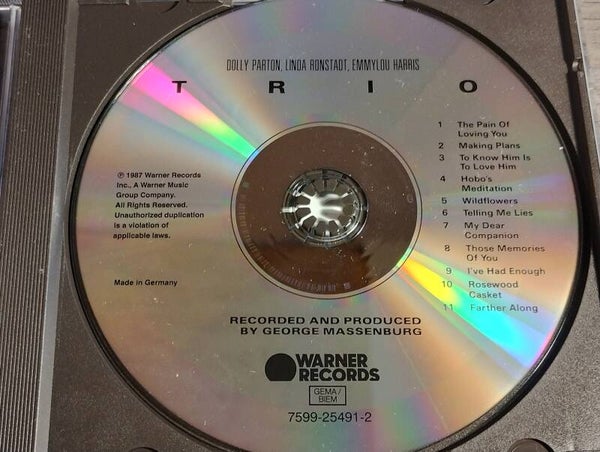 DOLLY PARTON, LINDA RONSTADT, EMMYLOU HARRIS
T R I O
1 The Pain Of
Loving You
2 Making Plans
3 To Know Him Is
To Love Him
4 Hobo's
Meditation
5 Wildflowers
6 Telling Me Lies
7 My Dear
Companion
8 Those Memories
Of You
9 I've Had Enough
10 Rosewood
Casket
11 Farther Along
℗ 1987 Warner Records
Inc., A Warner Music
Group Company.
All Rights Reserved.
Unauthorized duplication
is a violation of
applicable laws.
Made in Germany
RECORDED AND PRODUCED
BY GEORGE MASSENBURG
WARNER
RECORDS
GEMA/
BIEM
7599-25491-2